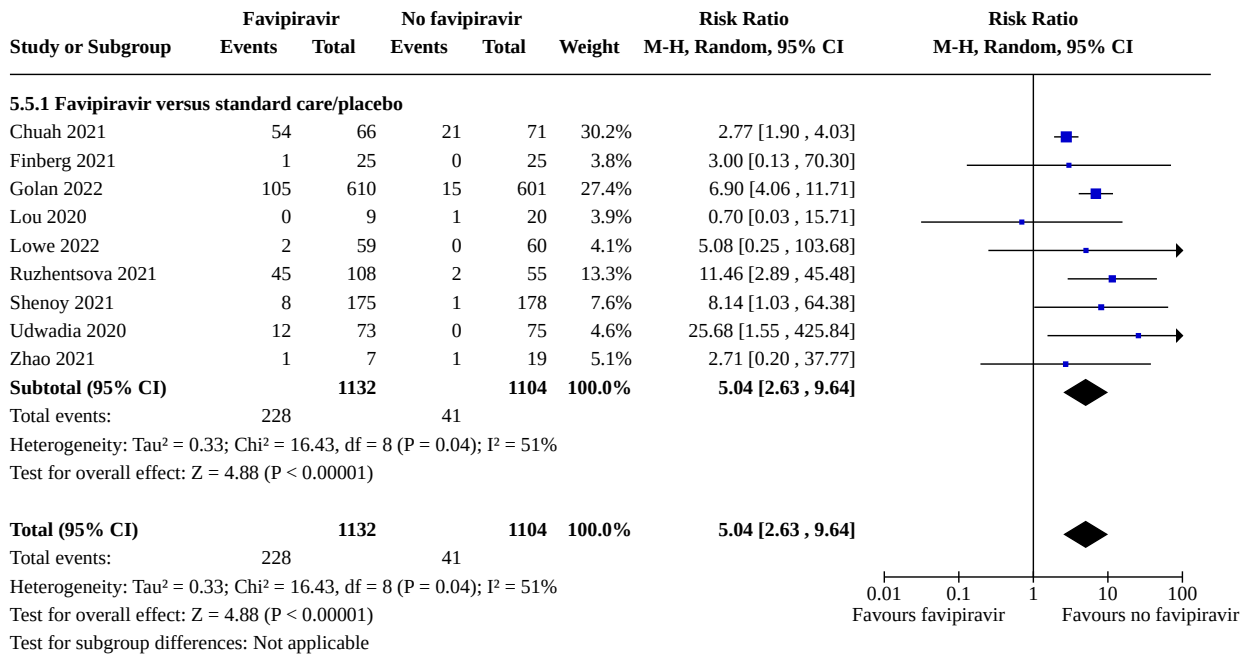 Favipiravir No favipiravir Risk Ratio Risk Ratio
Study or Subgroup Events Total Events Total Weight M-H, Random, 95% CI M-H, Random, 95% CI
5.5.1 Favipiravir versus standard care/placebo
Chuah 2021 54 66 21 71 30.2% 2.77 [1.90 , 4.03]
Finberg 2021 1 25 0 25 3.8% 3.00 [0.13 , 70.30]
Golan 2022 105 610 15 601 27.4% 6.90 [4.06 , 11.71]
Lou 2020 0 9 1 20 3.9% 0.70 [0.03 , 15.71]
Lowe 2022 2 59 0 60 4.1% 5.08 [0.25 , 103.68]
Ruzhentsova 2021 45 108 2 55 13.3% 11.46 [2.89 , 45.48]
Shenoy 2021 8 175 1 178 7.6% 8.14 [1.03 , 64.38]
Udwadia 2020 12 73 0 75 4.6% 25.68 [1.55 , 425.84]
Zhao 2021 1 7 1 19 5.1% 2.71 [0.20 , 37.77]
Subtotal (95% CI) 1132 1104 100.0% 5.04 [2.63 , 9.64]
Total events: 228 41
Heterogeneity: Tau² = 0.33; Chi² = 16.43, df = 8 (P = 0.04); I² = 51%
Test for overall effect: Z = 4.88 (P < 0.00001)
Total (95% CI) 1132 1104 100.0% 5.04 [2.63 , 9.64]
Total events: 228 41
Heterogeneity: Tau² = 0.33; Chi² = 16.43, df = 8 (P = 0.04); I² = 51%
0.01 0.1 1 10 100
Test for overall effect: Z = 4.88 (P < 0.00001) Favours favipiravir Favours no favipiravir
Test for subgroup differences: Not applicable